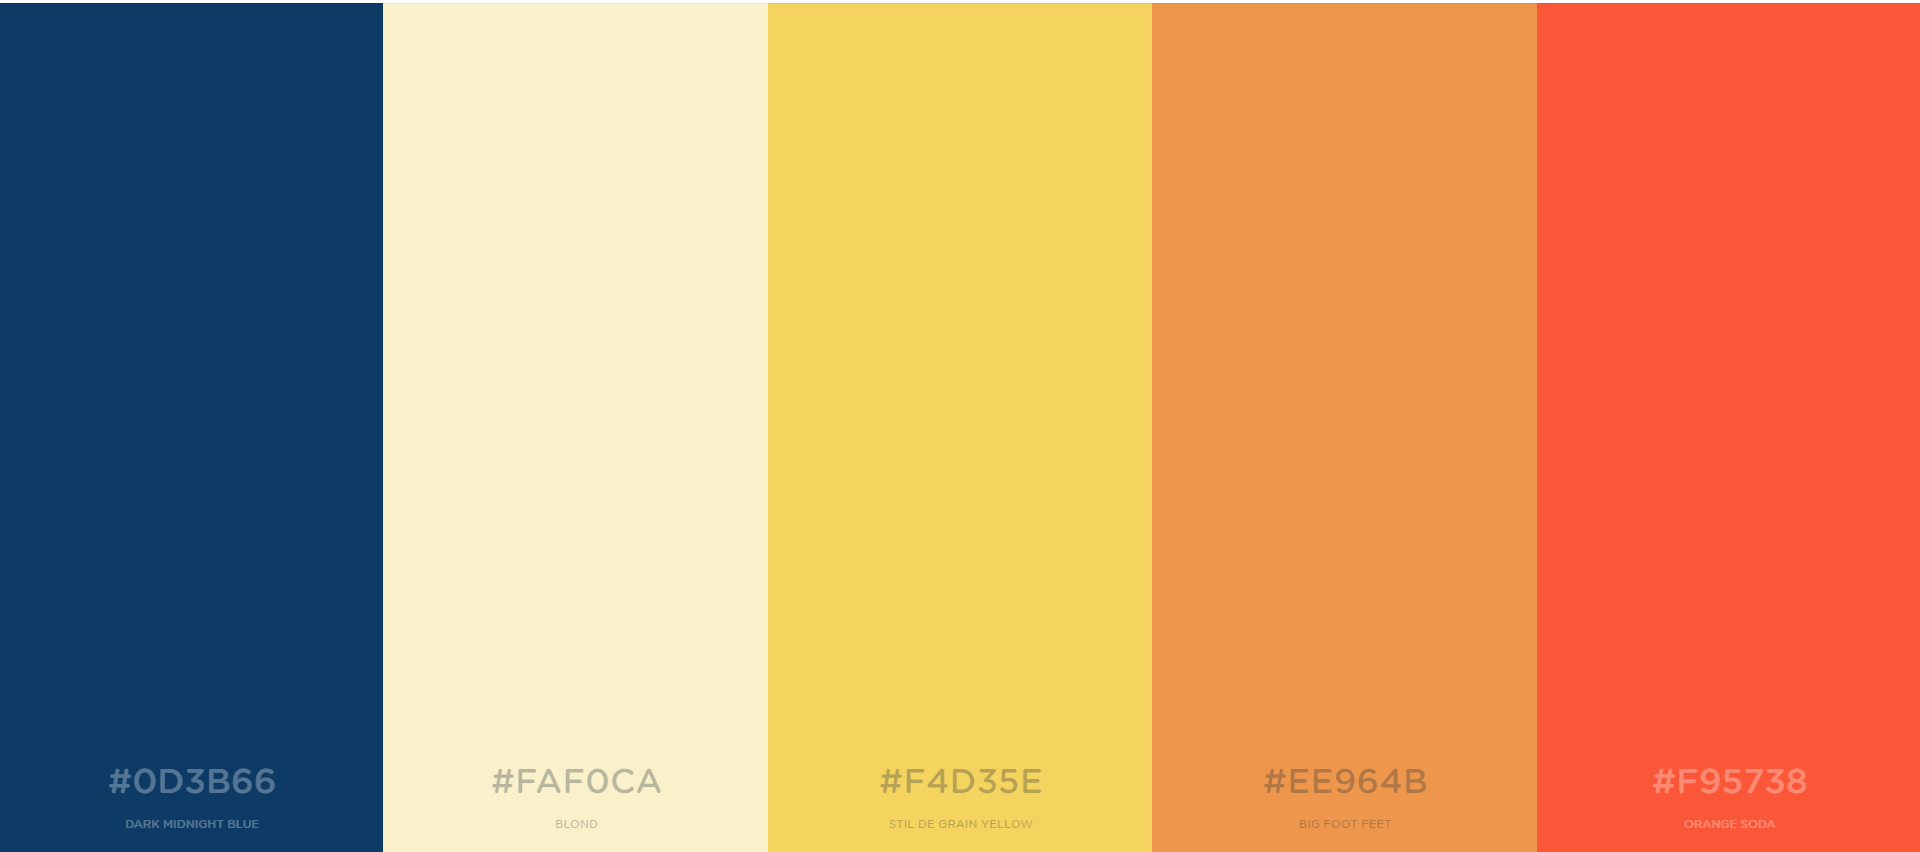 #0D3B66
DARK MIDNIGHT BLUE
#FAF0CA
BLOND
#F4D35E
STIL DE GRAIN YELLOW
#EE964B
BIG FOOT FEET
#F95738
ORANGE SODA